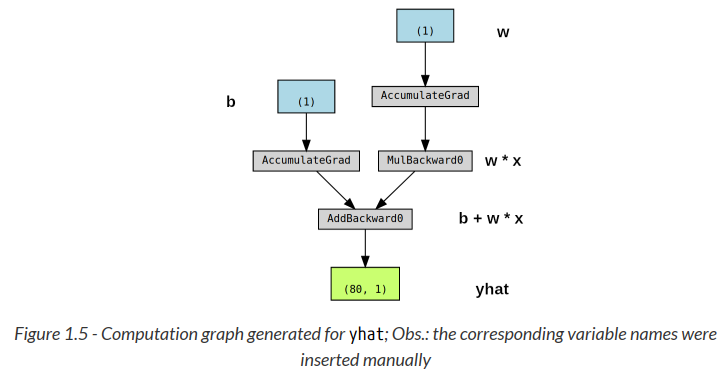 (1)
w
AccumulateGrad
b
(1)
AccumulateGrad
MulBackward0
w * x
AddBackward0
b + w * x
(80, 1)
yhat
Figure 1.5 - Computation graph generated for yhat; Obs.: the corresponding variable names were
inserted manually